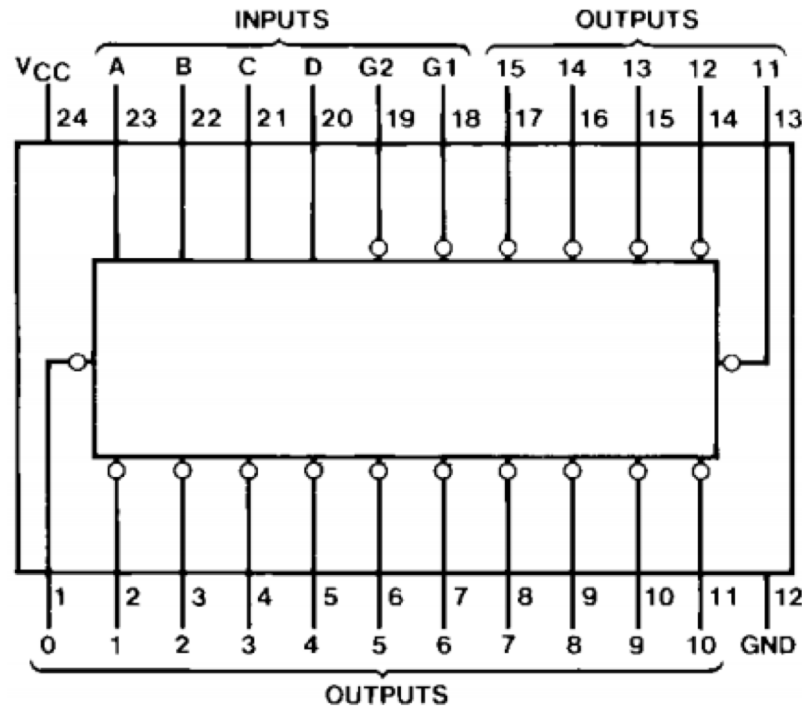 INPUTS OUTPUTS
VCC A B C D G2 G1 15 14 13 12 11
24 23 22 21 20 19 18 17 16 15 14 13
1 2 3 4 5 6 7 8 9 10 11 12
0 1 2 3 4 5 6 7 8 9 10 GND
OUTPUTS